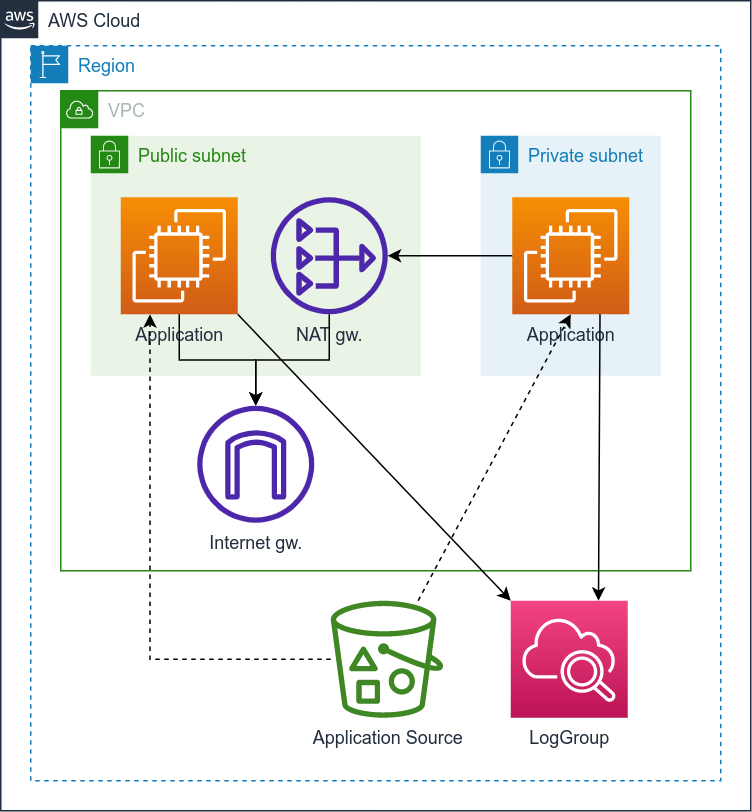 aws
AWS Cloud
Region
VPC
Public subnet
Private subnet
Application
NAT gw.
Application
Internet gw.
Application Source
LogGroup